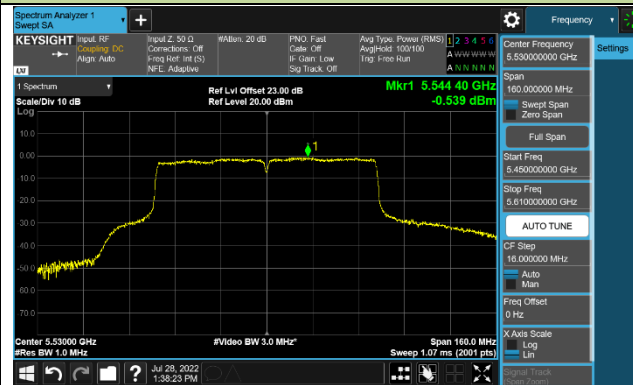 Spectrum Analyzer 1
Swept SA
Frequency
KEYSIGHT
Input: RF
Coupling: DC
Align: Auto
Input Z: 50 Ω
Corrections: Off
Freq Ref: Int (S)
NFE: Adaptive
#Atten: 20 dB
PNO: Fast
Gate: Off
IF Gain: Low
Sig Track: Off
Avg Type: Power (RMS)
Avg|Hold: 100/100
Trig: Free Run
1 2 3 4 5 6
A W W W W W
A N N N N N
LXI
1 Spectrum
Scale/Div 10 dB
Log
Ref Lvl Offset 23.00 dB
Ref Level 20.00 dBm
Mkr1 5.544 40 GHz
-0.539 dBm
10.0
0.00
-10.0
-20.0
-30.0
-40.0
-50.0
-60.0
-70.0
1
Center 5.53000 GHz
#Res BW 1.0 MHz
#Video BW 3.0 MHz*
Span 160.0 MHz
Sweep 1.07 ms (2001 pts)
Jul 28, 2022
1:38:23 PM
Center Frequency
5.530000000 GHz
Settings
Span
160.000000 MHz
Swept Span
Zero Span
Full Span
Start Freq
5.450000000 GHz
Stop Freq
5.610000000 GHz
AUTO TUNE
CF Step
16.000000 MHz
Auto
Man
Freq Offset
0 Hz
X Axis Scale
Log
Lin
Signal Track
(Span Zoom)